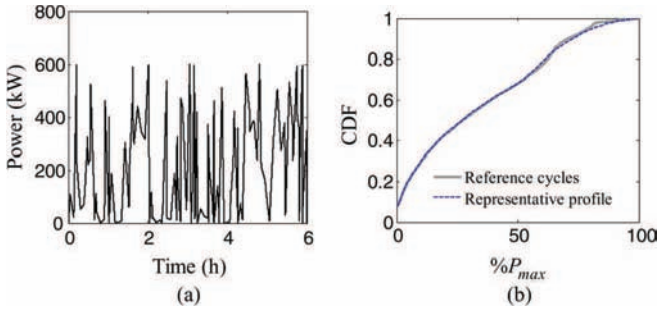 800
600
400
200
0
Power (kW)
0 2 4 6
Time (h)
(a)
1
0.8
0.6
0.4
0.2
0
CDF
Reference cycles
Representative profile
0 50 100
%Pmax
(b)